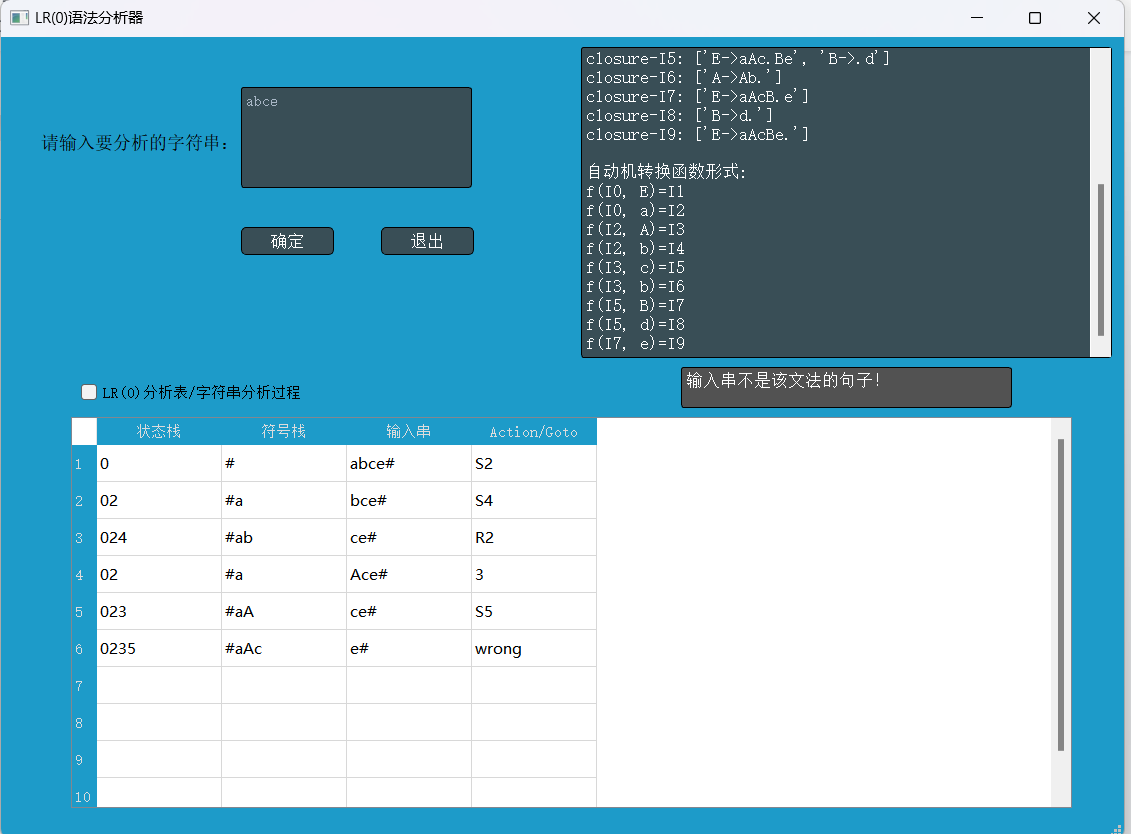 LR(0)语法分析器
请输入要分析的字符串：
abce
确定
退出
closure-I5: ['E->aAc.Be', 'B->.d']
closure-I6: ['A->Ab.']
closure-I7: ['E->aAcB.e']
closure-I8: ['B->d.']
closure-I9: ['E->aAcBe.']
自动机转换函数形式:
f(I0, E)=I1
f(I0, a)=I2
f(I2, A)=I3
f(I2, b)=I4
f(I3, c)=I5
f(I3, b)=I6
f(I5, B)=I7
f(I5, d)=I8
f(I7, e)=I9
输入串不是该文法的句子!
LR(0)分析表/字符串分析过程
状态栈 符号栈 输入串 Action/Goto
1 0 # abce# S2
2 02 #a bce# S4
3 024 #ab ce# R2
4 02 #a Ace# 3
5 023 #aA ce# S5
6 0235 #aAc e# wrong
7
8
9
10